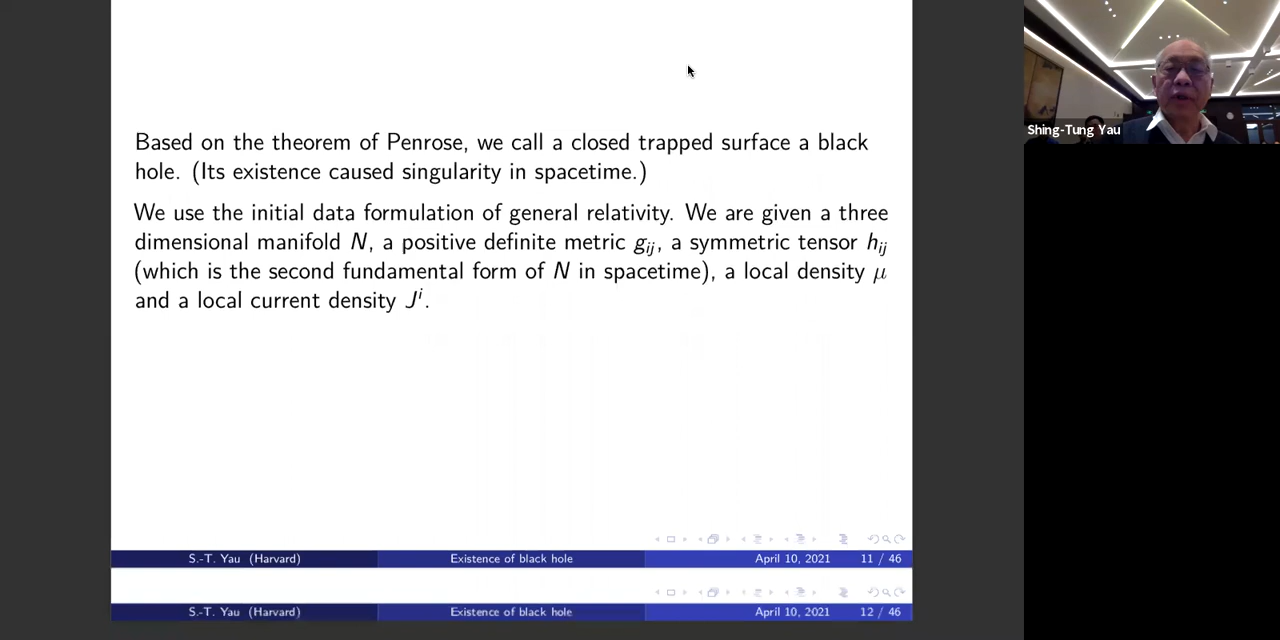 Based on the theorem of Penrose, we call a closed trapped surface a black
hole. (Its existence caused singularity in spacetime.)
We use the initial data formulation of general relativity. We are given a three
dimensional manifold N, a positive definite metric g_{ij}, a symmetric tensor h_{ij}
(which is the second fundamental form of N in spacetime), a local density μ
and a local current density J^i.
S.-T. Yau (Harvard) Existence of black hole April 10, 2021 11 / 46
S.-T. Yau (Harvard) Existence of black hole April 10, 2021 12 / 46
Shing-Tung Yau